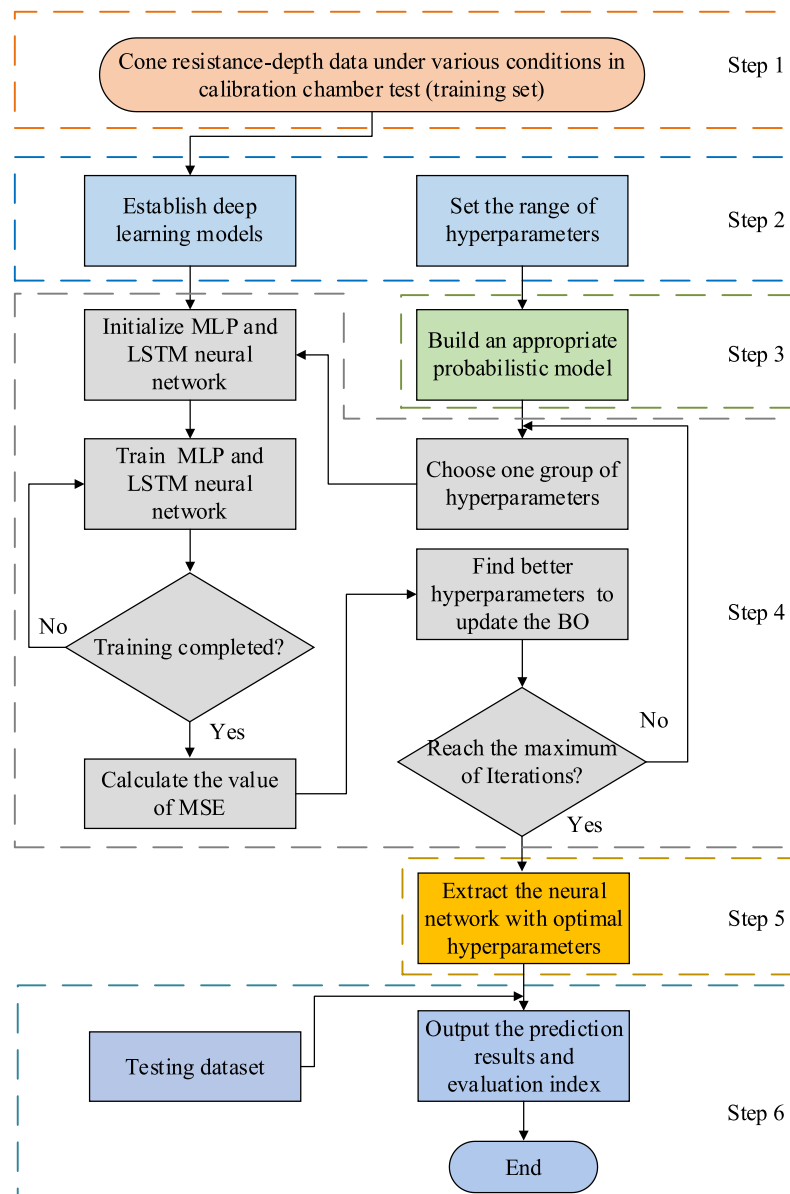 Cone resistance-depth data under various conditions in
calibration chamber test (training set)
Step 1
Establish deep
learning models
Set the range of
hyperparameters
Step 2
Initialize MLP and
LSTM neural
network
Build an appropriate
probabilistic model
Step 3
Train MLP and
LSTM neural
network
Choose one group of
hyperparameters
Find better
hyperparameters to
update the BO
Step 4
No
Training completed?
Yes
Calculate the value
of MSE
Reach the maximum
of Iterations?
No
Yes
Extract the neural
network with optimal
hyperparameters
Step 5
Testing dataset
Output the prediction
results and
evaluation index
Step 6
End